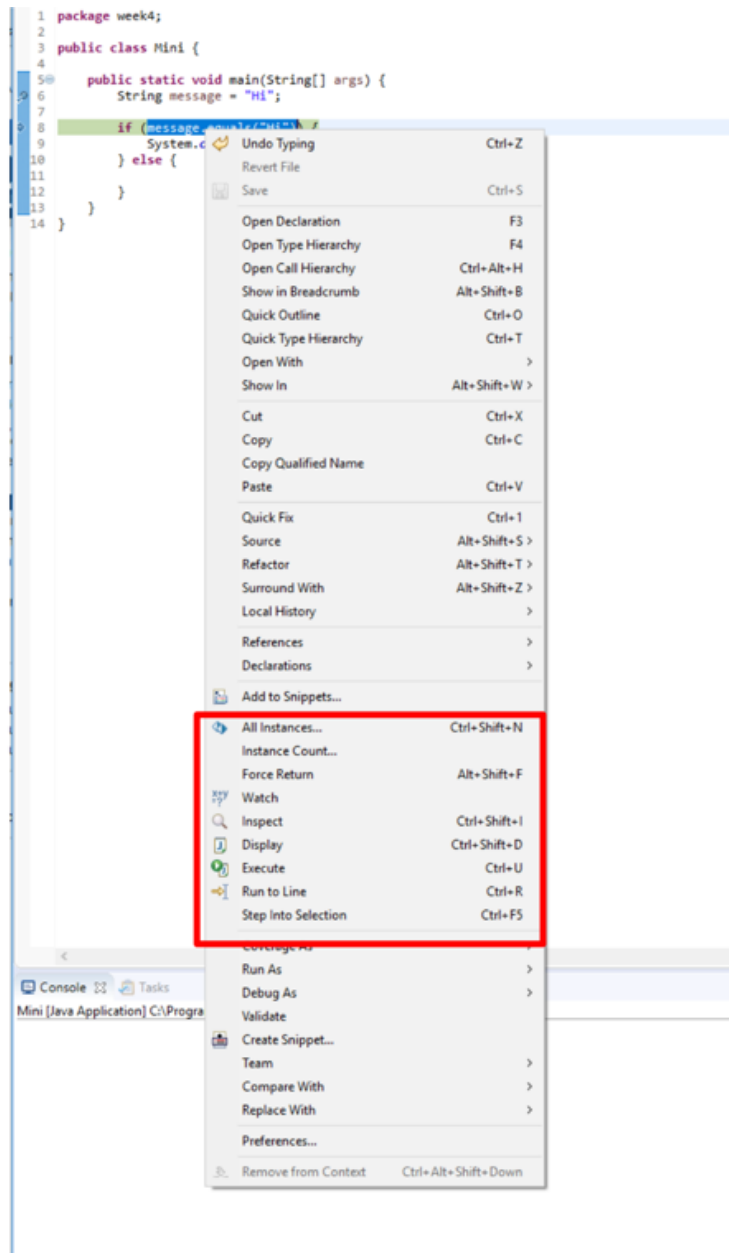 1 package week4;
2
3 public class Mini {
4
5 public static void main(String[] args) {
6 String message = "Hi";
7
8 if (message.equals("Hi")) {
9 System.
10 } else {
11
12 }
13 }
14 }
Undo Typing Ctrl+Z
Revert File
Save Ctrl+S
Open Declaration F3
Open Type Hierarchy F4
Open Call Hierarchy Ctrl+Alt+H
Show in Breadcrumb Alt+Shift+B
Quick Outline Ctrl+O
Quick Type Hierarchy Ctrl+T
Open With >
Show In Alt+Shift+W >
Cut Ctrl+X
Copy Ctrl+C
Copy Qualified Name
Paste Ctrl+V
Quick Fix Ctrl+1
Source Alt+Shift+S >
Refactor Alt+Shift+T >
Surround With Alt+Shift+Z >
Local History >
References >
Declarations >
Add to Snippets...
All Instances... Ctrl+Shift+N
Instance Count...
Force Return Alt+Shift+F
Watch
Inspect Ctrl+Shift+I
Display Ctrl+Shift+D
Execute Ctrl+U
Run to Line Ctrl+R
Step Into Selection Ctrl+F5
Coverage As >
Run As >
Debug As >
Validate
Create Snippet...
Team >
Compare With >
Replace With >
Preferences...
Remove from Context Ctrl+Alt+Shift+Down
Console Tasks
Mini [Java Application] C:\Progra